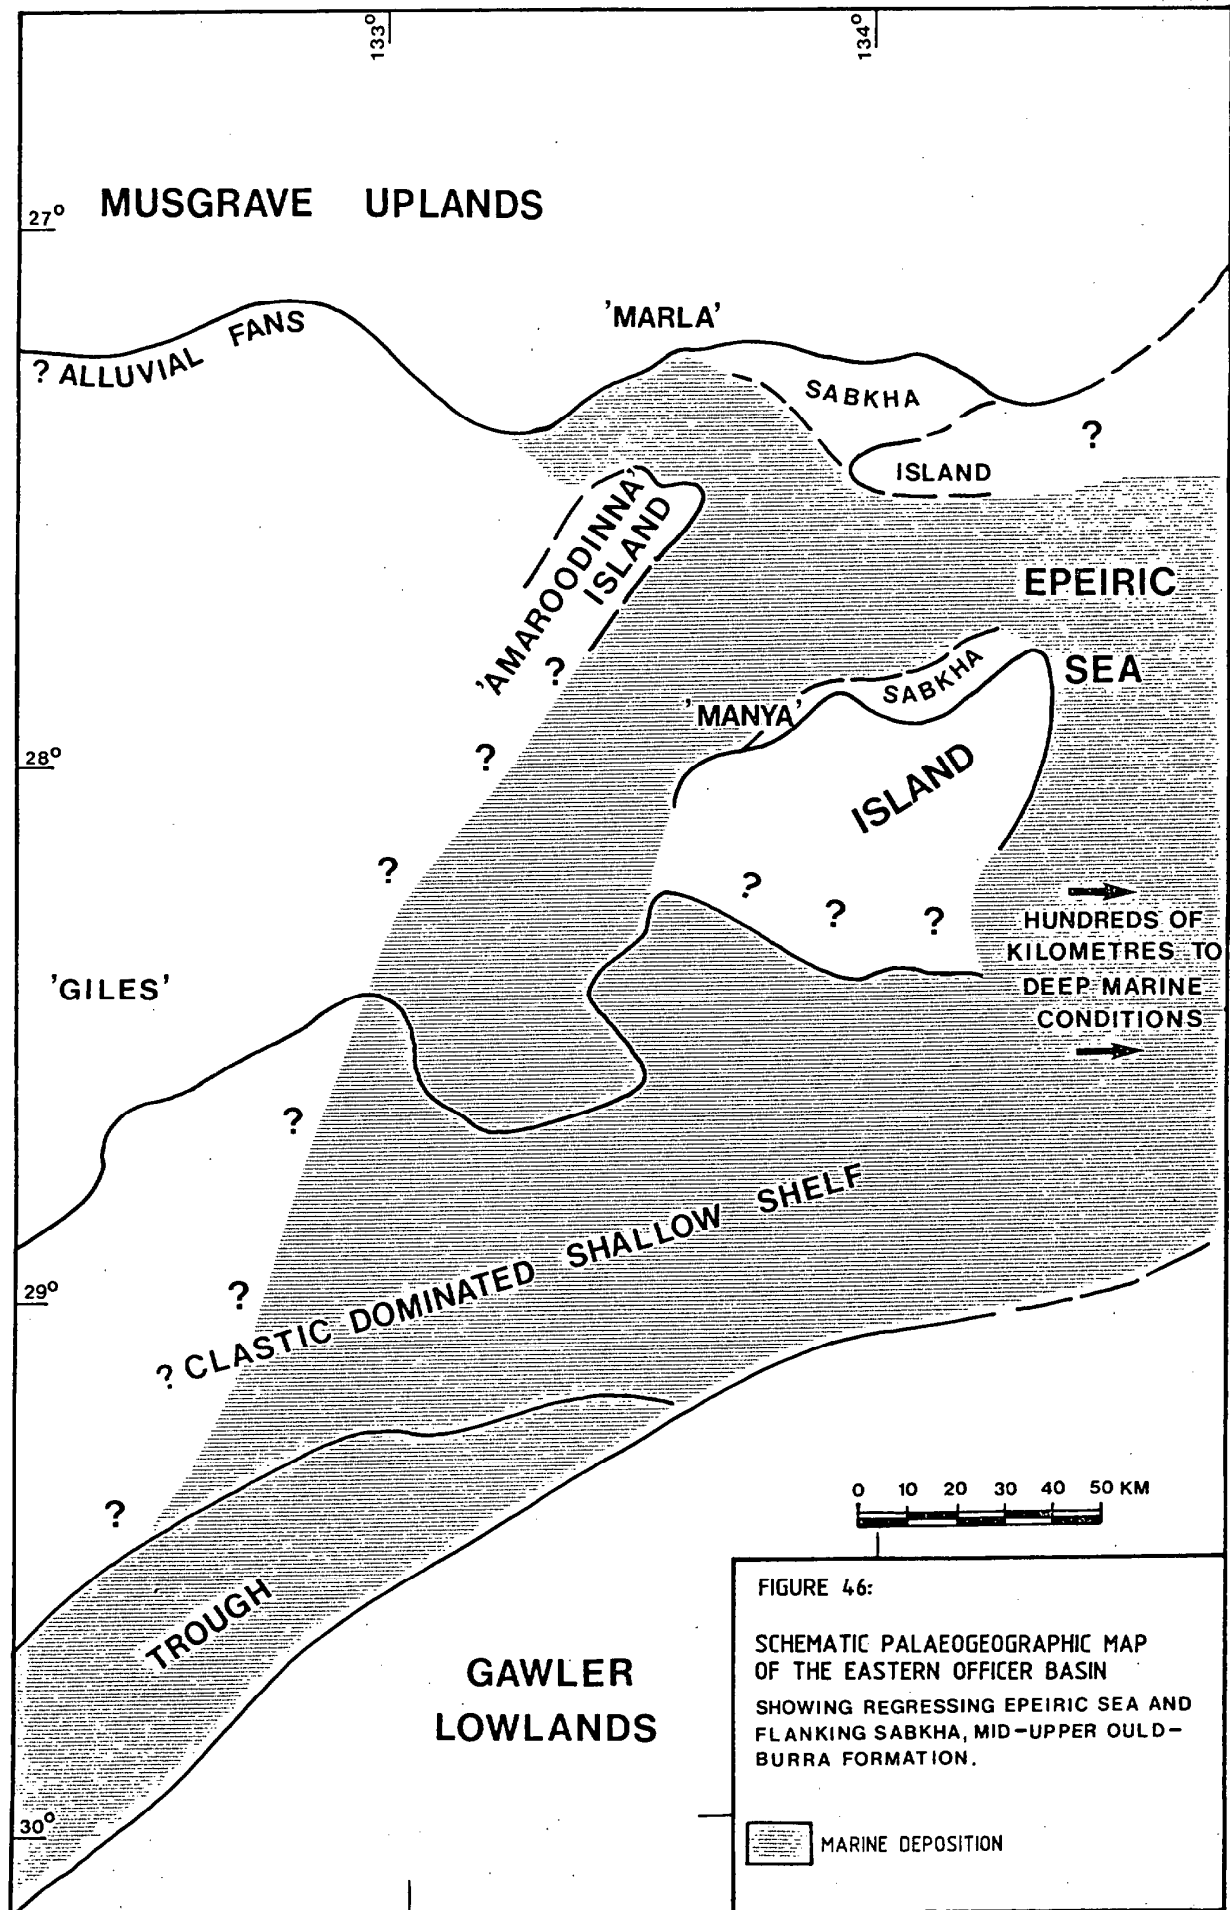 133°
134°
MUSGRAVE UPLANDS
27°
'MARLA'
? ALLUVIAL FANS
SABKHA
?
ISLAND
'AMAROODINNA'
ISLAND
EPEIRIC
SEA
?
SABKHA
'MANYA'
?
28°
ISLAND
?
?
?
?
HUNDREDS OF
KILOMETRES TO
DEEP MARINE
CONDITIONS
'GILES'
?
29°
?
? CLASTIC DOMINATED SHALLOW SHELF
?
0 10 20 30 40 50 KM
TROUGH
GAWLER
LOWLANDS
30°
FIGURE 46:
SCHEMATIC PALAEOGEOGRAPHIC MAP
OF THE EASTERN OFFICER BASIN
SHOWING REGRESSING EPEIRIC SEA AND
FLANKING SABKHA, MID-UPPER OULD-
BURRA FORMATION.
MARINE DEPOSITION